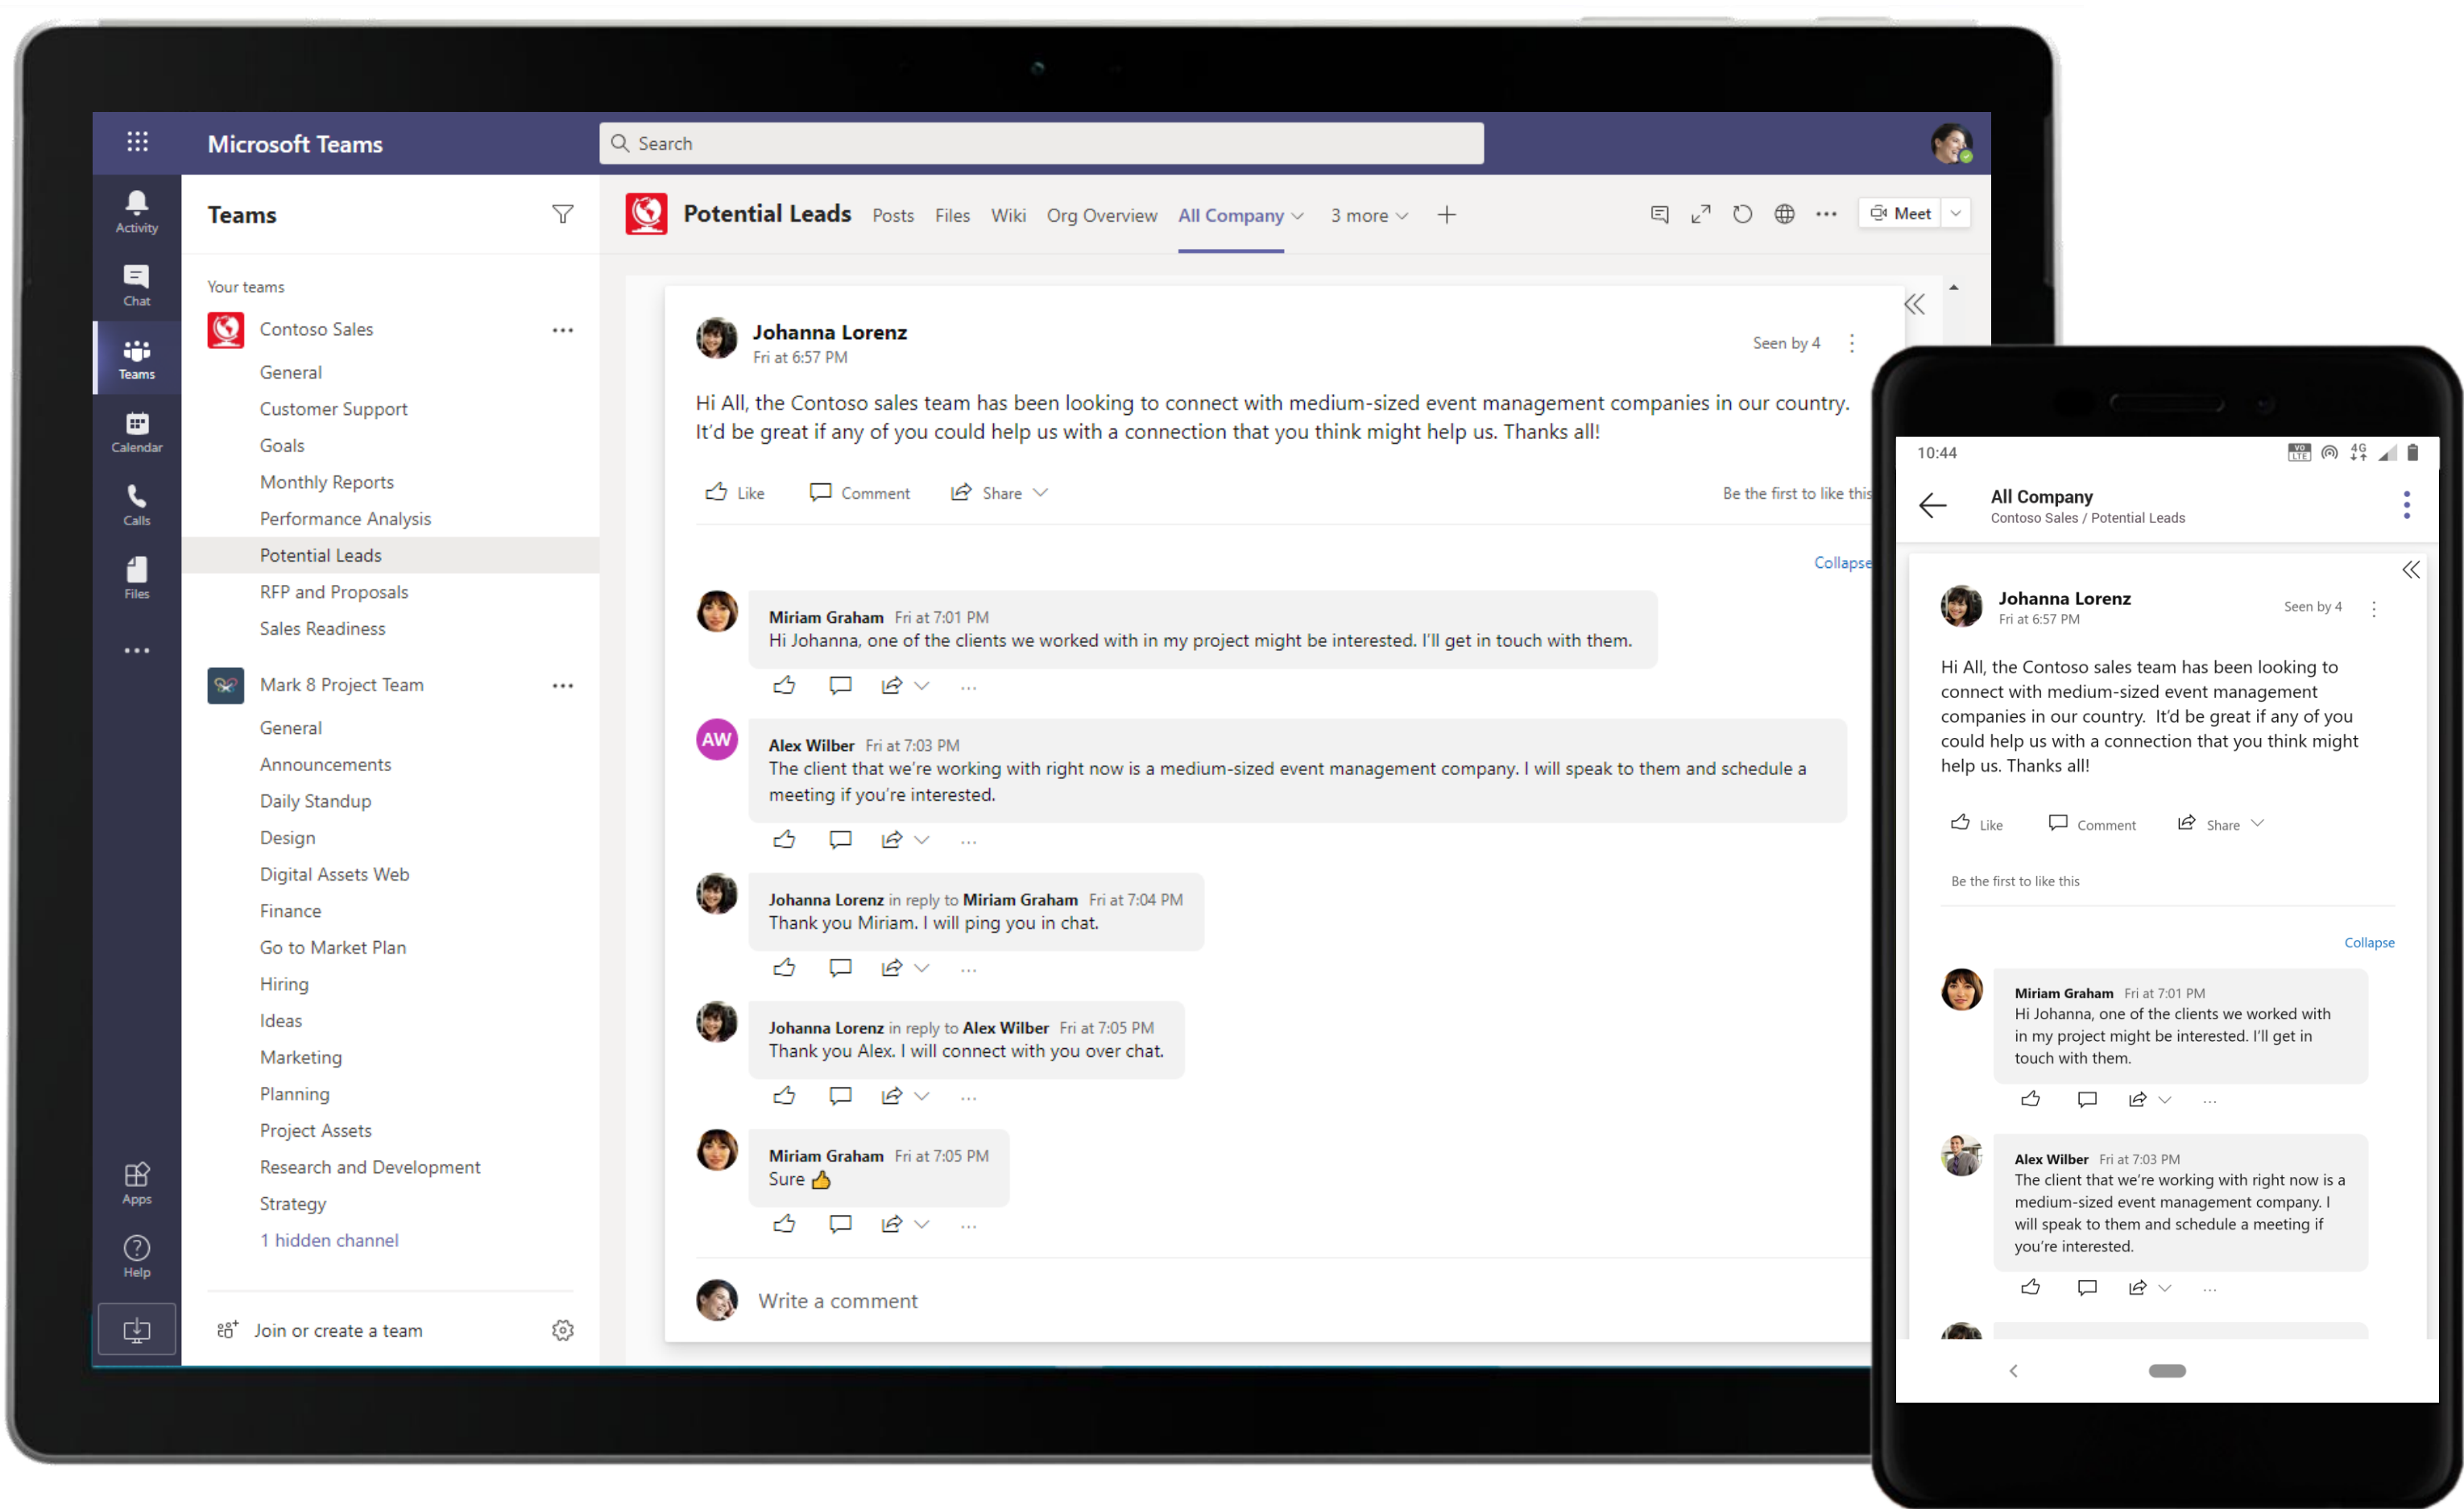 Microsoft Teams
Search
Activity
Chat
Teams
Calendar
Calls
Files
Apps
Help
Teams
Your teams
Contoso Sales
General
Customer Support
Goals
Monthly Reports
Performance Analysis
Potential Leads
RFP and Proposals
Sales Readiness
Mark 8 Project Team
General
Announcements
Daily Standup
Design
Digital Assets Web
Finance
Go to Market Plan
Hiring
Ideas
Marketing
Planning
Project Assets
Research and Development
Strategy
1 hidden channel
Join or create a team
Potential Leads Posts Files Wiki Org Overview All Company 3 more Meet
Johanna Lorenz
Fri at 6:57 PM
Seen by 4
Hi All, the Contoso sales team has been looking to connect with medium-sized event management companies in our country.
It'd be great if any of you could help us with a connection that you think might help us. Thanks all!
Like Comment Share Be the first to like this
Collapse
Miriam Graham Fri at 7:01 PM
Hi Johanna, one of the clients we worked with in my project might be interested. I'll get in touch with them.
AW
Alex Wilber Fri at 7:03 PM
The client that we're working with right now is a medium-sized event management company. I will speak to them and schedule a
meeting if you're interested.
Johanna Lorenz in reply to Miriam Graham Fri at 7:04 PM
Thank you Miriam. I will ping you in chat.
Johanna Lorenz in reply to Alex Wilber Fri at 7:05 PM
Thank you Alex. I will connect with you over chat.
Miriam Graham Fri at 7:05 PM
Sure 👍
Write a comment
10:44 VO LTE 4G
All Company
Contoso Sales / Potential Leads
Johanna Lorenz
Fri at 6:57 PM
Seen by 4
Hi All, the Contoso sales team has been looking to
connect with medium-sized event management
companies in our country. It'd be great if any of you
could help us with a connection that you think might
help us. Thanks all!
Like Comment Share
Be the first to like this
Collapse
Miriam Graham Fri at 7:01 PM
Hi Johanna, one of the clients we worked with
in my project might be interested. I'll get in
touch with them.
Alex Wilber Fri at 7:03 PM
The client that we're working with right now is a
medium-sized event management company. I
will speak to them and schedule a meeting if
you're interested.